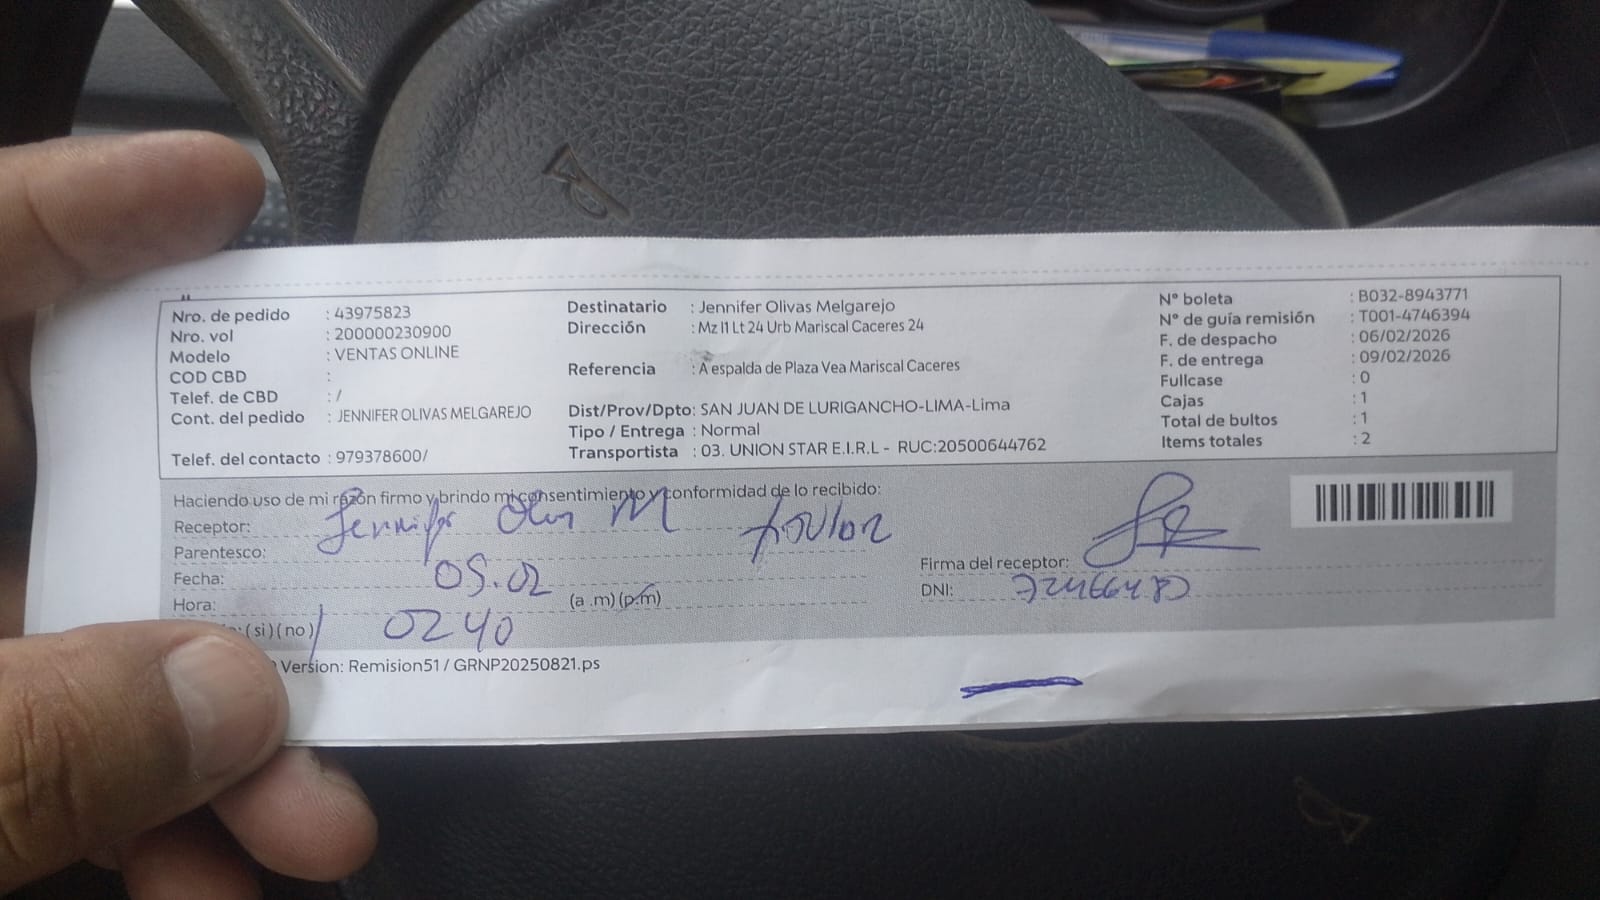 Nro. de pedido : 43975823
Nro. vol : 200000230900
Modelo : VENTAS ONLINE
COD CBD :
Telef. de CBD : /
Cont. del pedido : JENNIFER OLIVAS MELGAREJO
Telef. del contacto : 979378600/
Destinatario : Jennifer Olivas Melgarejo
Dirección : Mz I1 Lt 24 Urb Mariscal Caceres 24
Referencia : A espalda de Plaza Vea Mariscal Caceres
Dist/Prov/Dpto: SAN JUAN DE LURIGANCHO-LIMA-Lima
Tipo / Entrega : Normal
Transportista : 03. UNION STAR E.I.R.L - RUC:20500644762
N° boleta : B032-8943771
N° de guía remisión : T001-4746394
F. de despacho : 06/02/2026
F. de entrega : 09/02/2026
Fullcase : 0
Cajas : 1
Total de bultos : 1
Items totales : 2
Haciendo uso de mi razón firmo y brindo mi consentimiento y conformidad de lo recibido:
Receptor: Jennifer M
Parentesco:
Fecha: 05.02
Hora: 0240 (a .m) (p.m)
(si) (no)
Firma del receptor:
DNI:
Version: Remision51 / GRNP20250821.ps